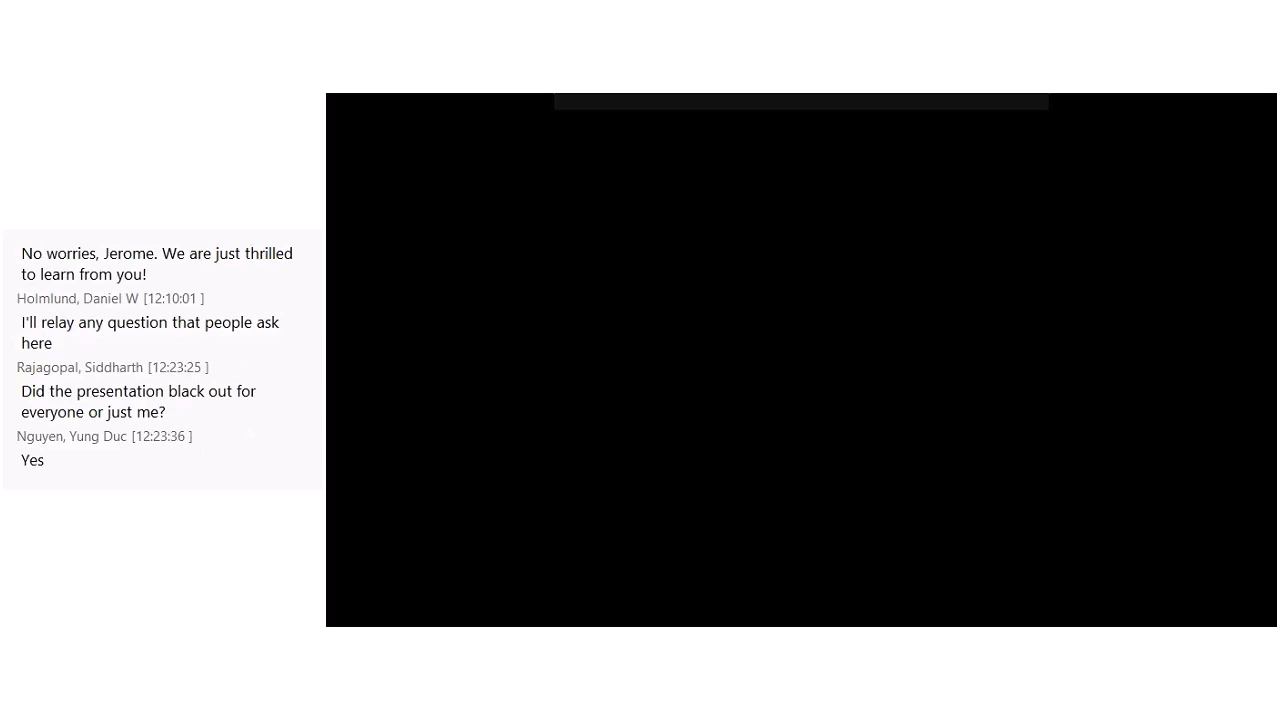 No worries, Jerome. We are just thrilled
to learn from you!
Holmlund, Daniel W [12:10:01 ]
I'll relay any question that people ask
here
Rajagopal, Siddharth [12:23:25 ]
Did the presentation black out for
everyone or just me?
Nguyen, Yung Duc [12:23:36 ]
Yes